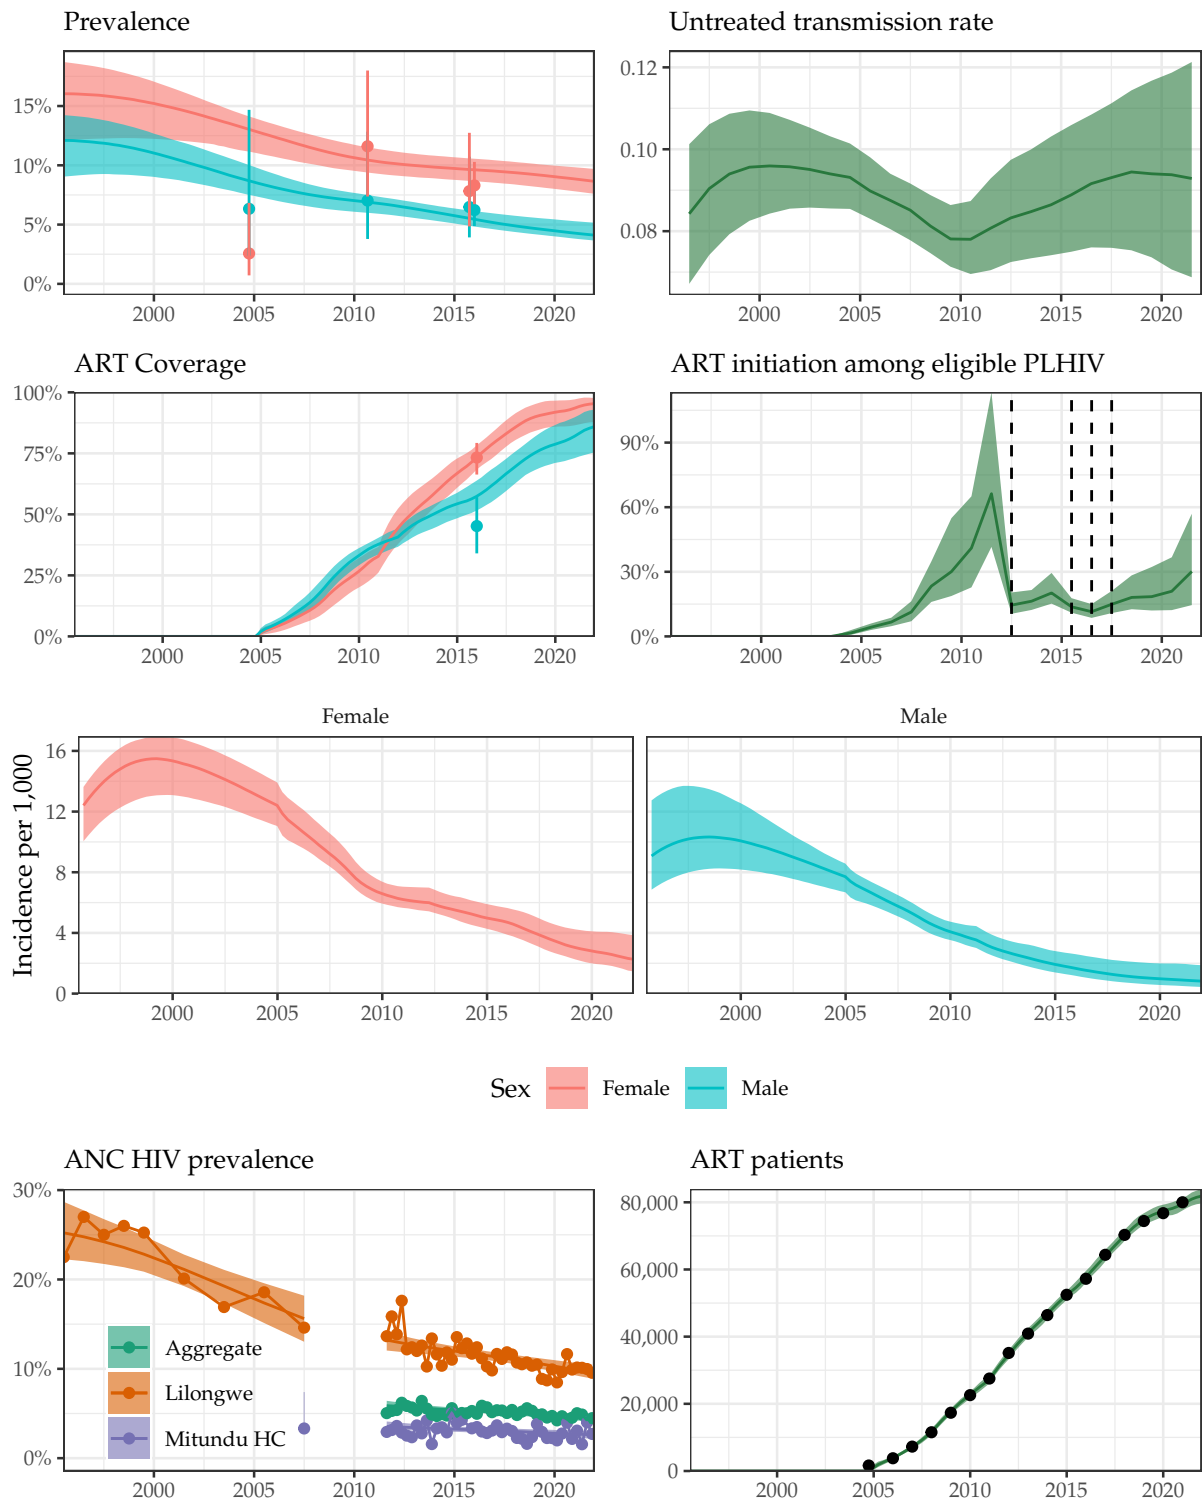 Prevalence
Untreated transmission rate
15%
10%
5%
0%
2000 2005 2010 2015 2020
0.12
0.10
0.08
2000 2005 2010 2015 2020
ART Coverage
ART initiation among eligible PLHIV
100%
75%
50%
25%
0%
2000 2005 2010 2015 2020
90%
60%
30%
0%
2000 2005 2010 2015 2020
Female
Male
Incidence per 1,000
16
12
8
4
0
2000 2005 2010 2015 2020
2000 2005 2010 2015 2020
Sex Female Male
ANC HIV prevalence
ART patients
30%
20%
10%
0%
Aggregate
Lilongwe
Mitundu HC
2000 2005 2010 2015 2020
80,000
60,000
40,000
20,000
0
2000 2005 2010 2015 2020